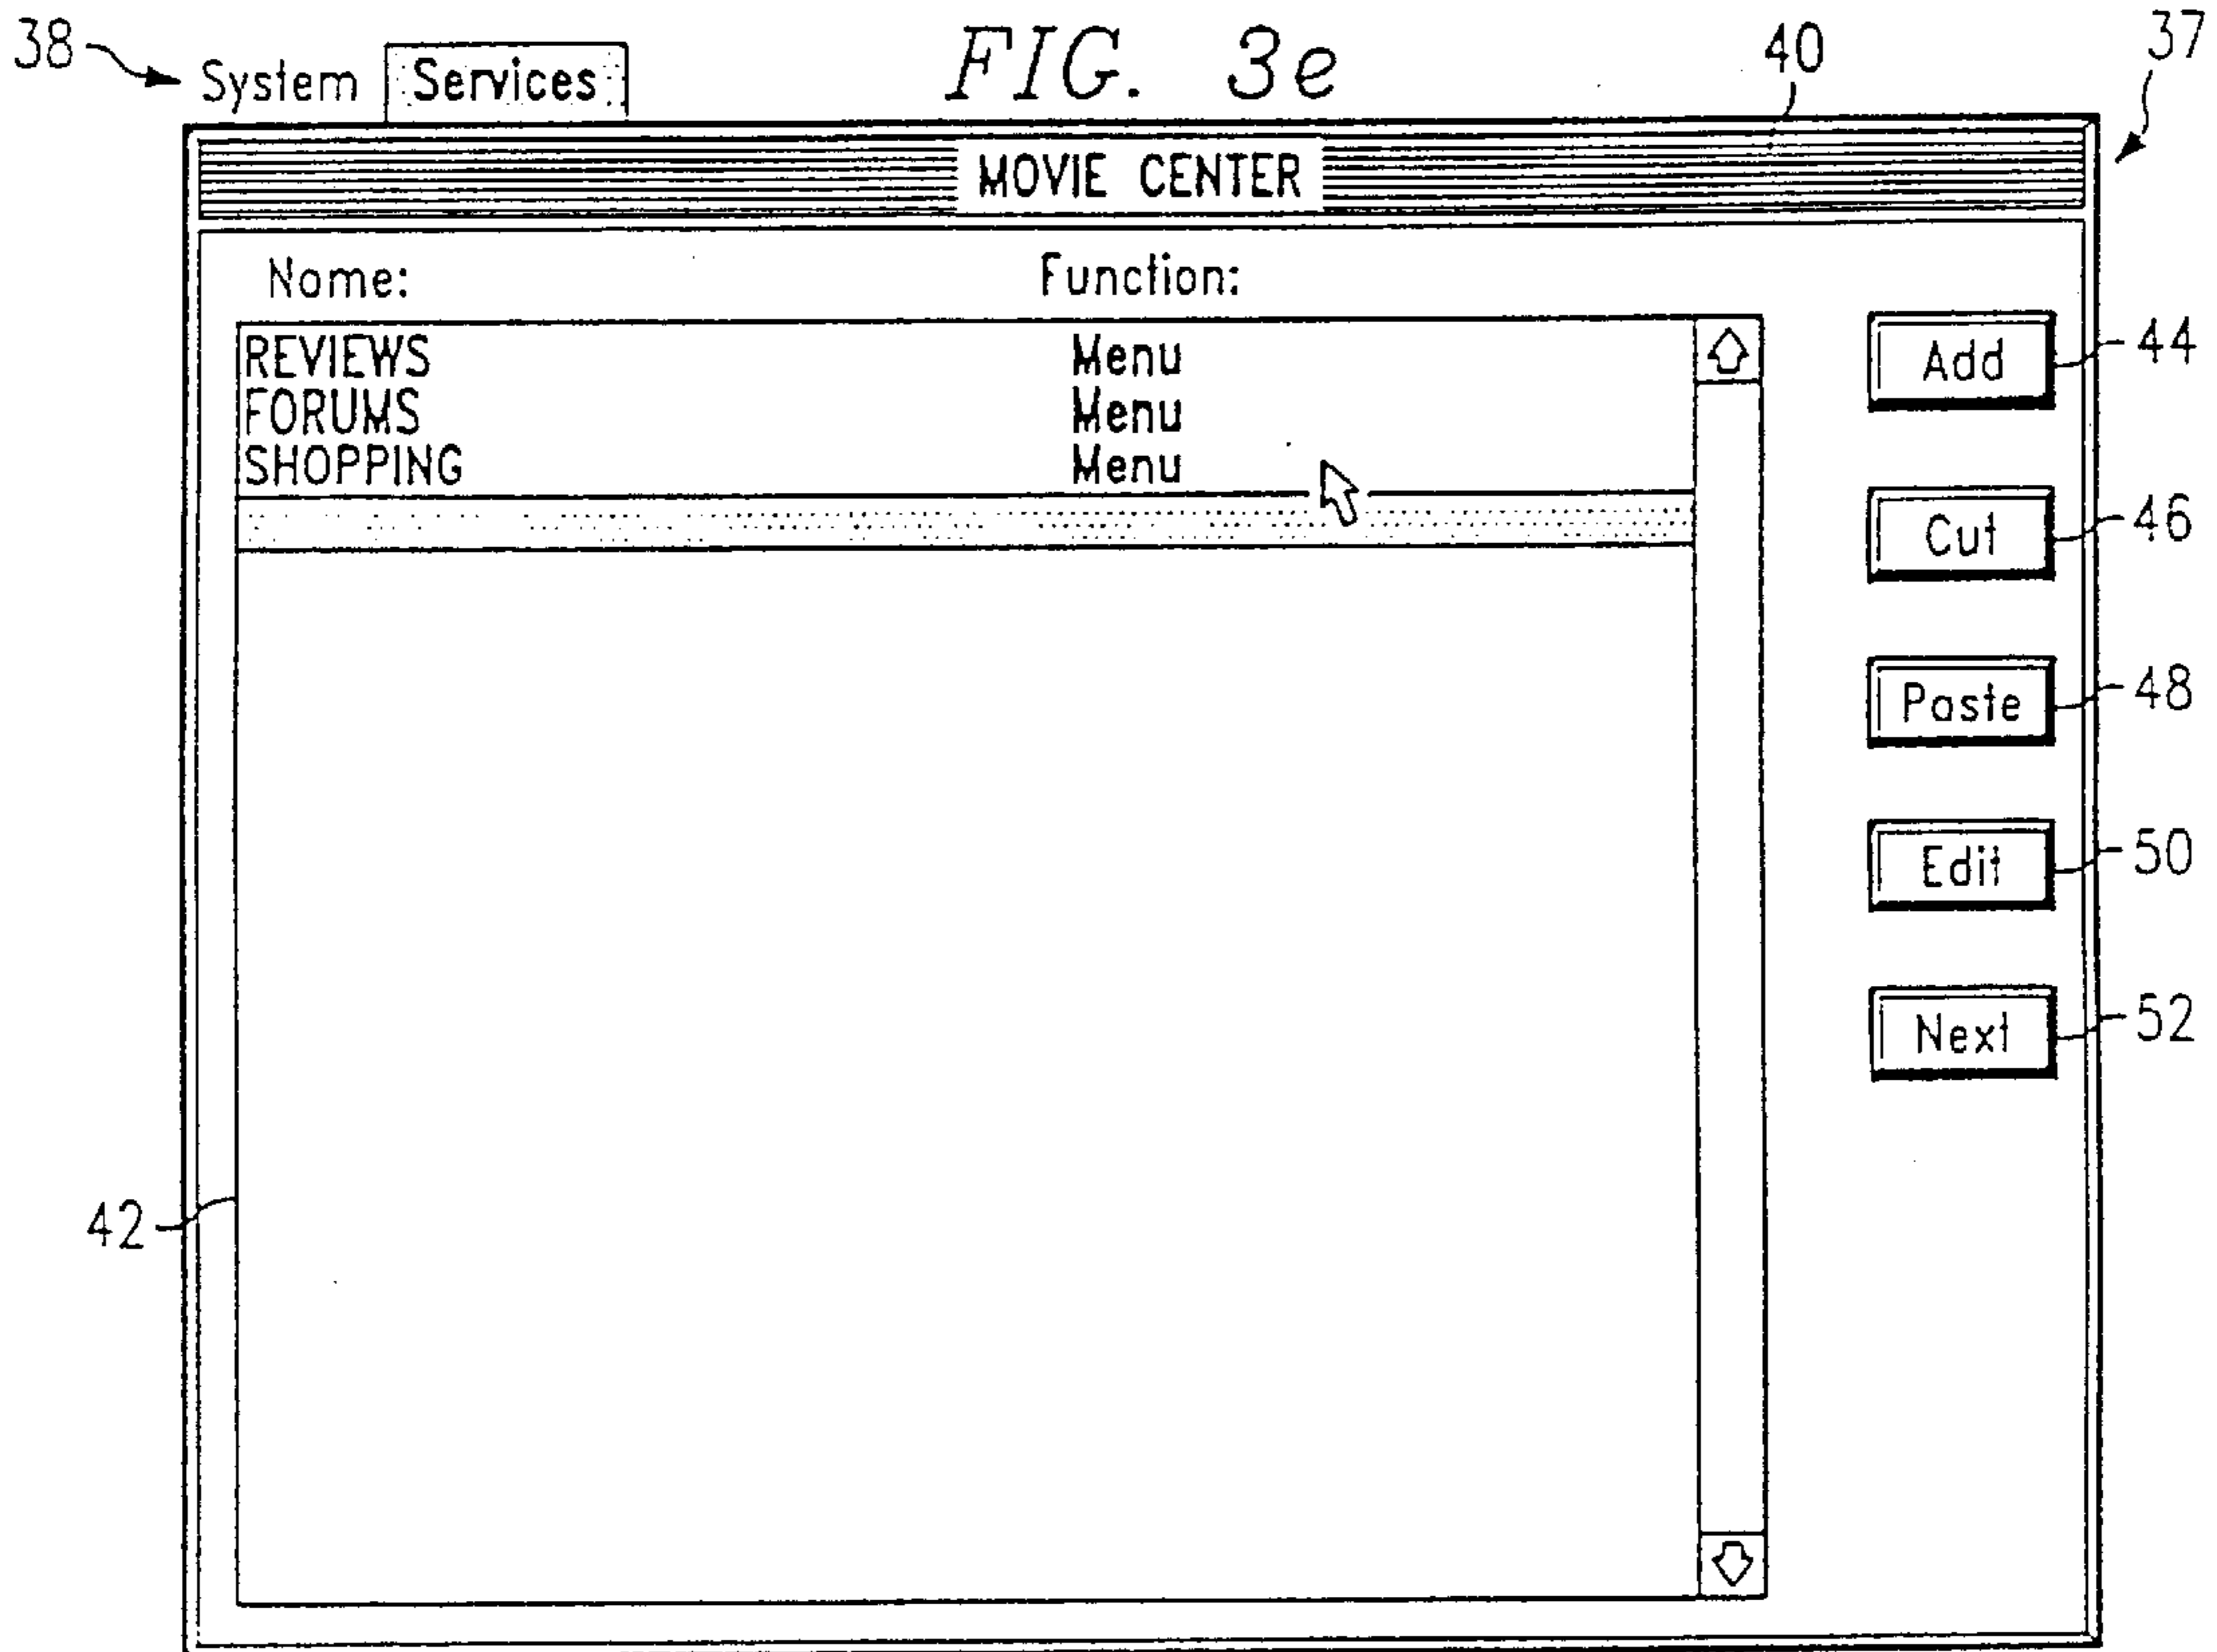 FIG. 3e
38 System Services 40 37
MOVIE CENTER
Name: Function:
REVIEWS Menu
FORUMS Menu
SHOPPING Menu
Add 44
Cut 46
Paste 48
Edit 50
Next 52
42